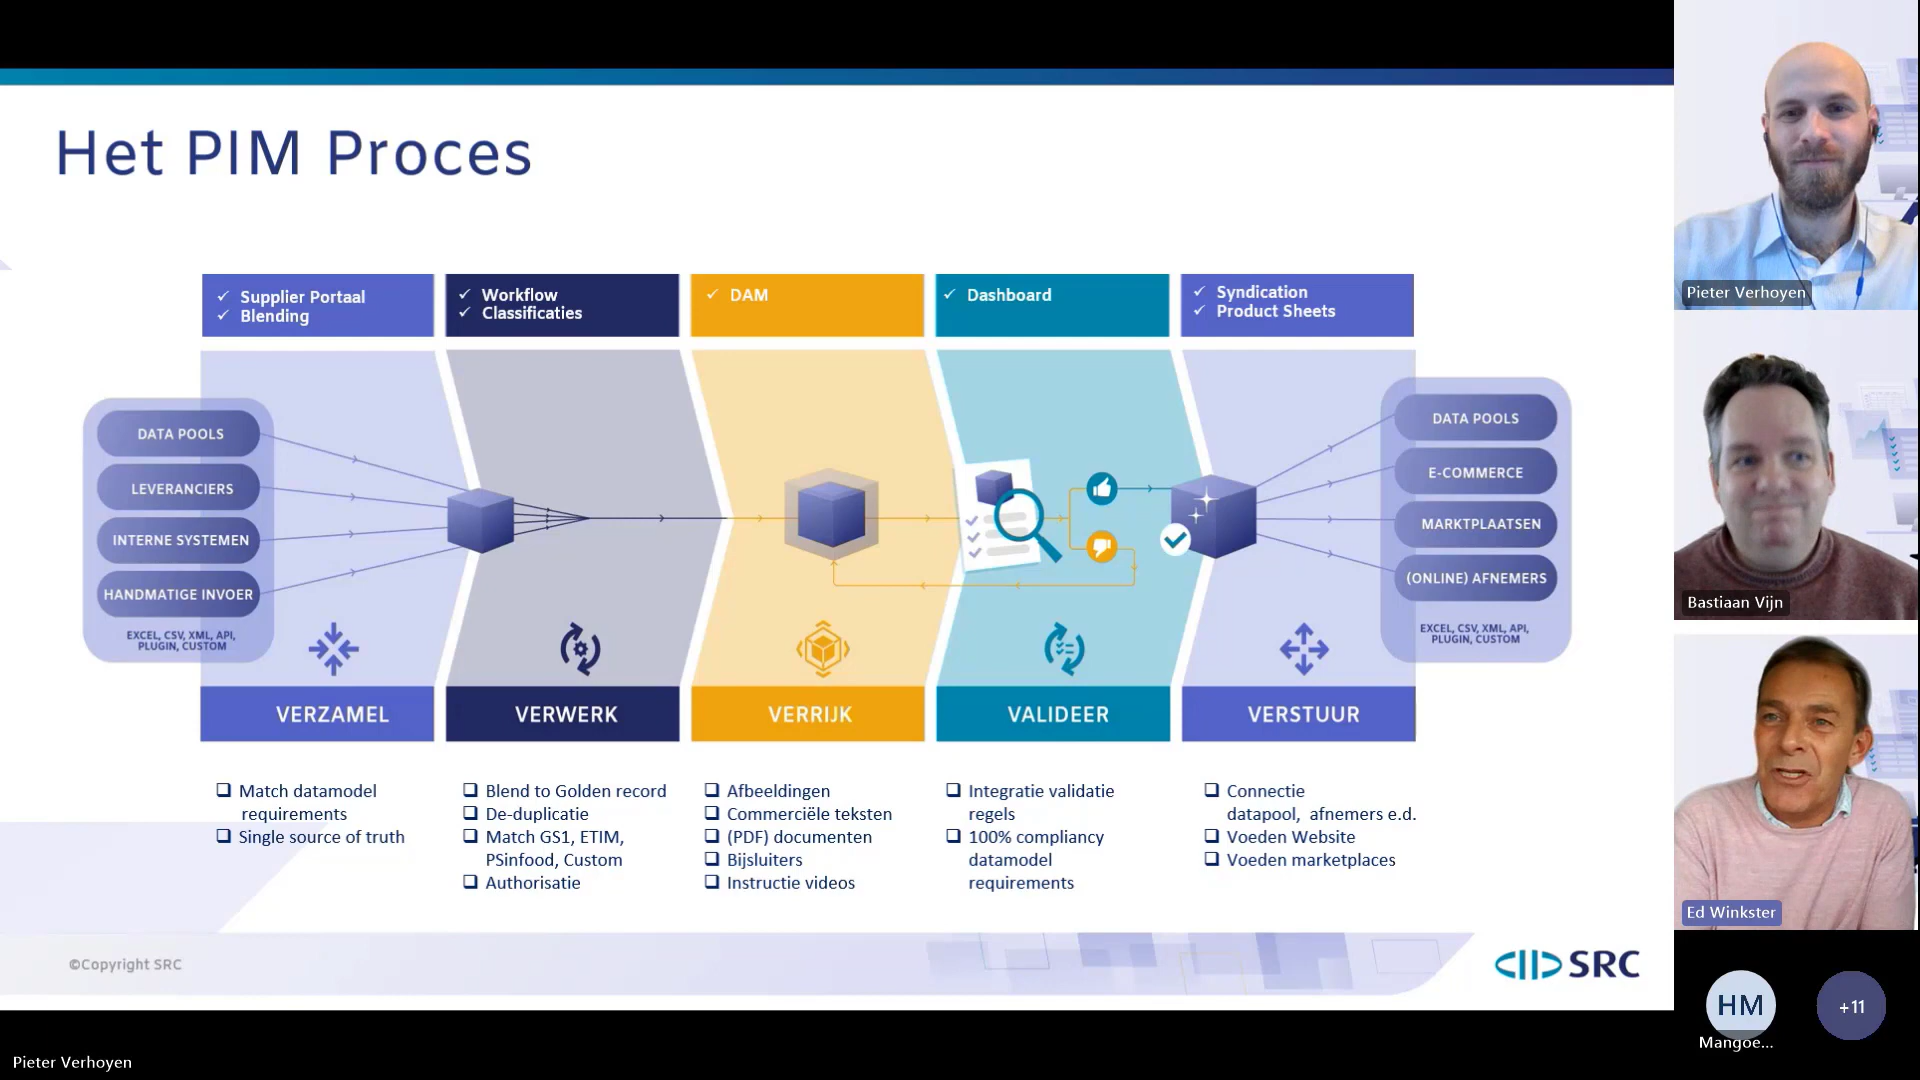 Het PIM Proces
Supplier Portaal
Blending
Workflow
Classificaties
DAM
Dashboard
Syndication
Product Sheets
DATA POOLS
LEVERANCIERS
INTERNE SYSTEMEN
HANDMATIGE INVOER
EXCEL, CSV, XML, API,
PLUGIN, CUSTOM
DATA POOLS
E-COMMERCE
MARKTPLAATSEN
(ONLINE) AFNEMERS
EXCEL, CSV, XML, API,
PLUGIN, CUSTOM
VERZAMEL
VERWERK
VERRIJK
VALIDEER
VERSTUUR
Match datamodel
requirements
Single source of truth
Blend to Golden record
De-duplicatie
Match GS1, ETIM,
PSinfood, Custom
Authorisatie
Afbeeldingen
Commerciële teksten
(PDF) documenten
Bijsluiters
Instructie videos
Integratie validatie
regels
100% compliancy
datamodel
requirements
Connectie
datapool, afnemers e.d.
Voeden Website
Voeden marketplaces
©Copyright SRC
SRC
Pieter Verhoyen
Bastiaan Vijn
Ed Winkster
HM
+11
Mangoe...
Pieter Verhoyen